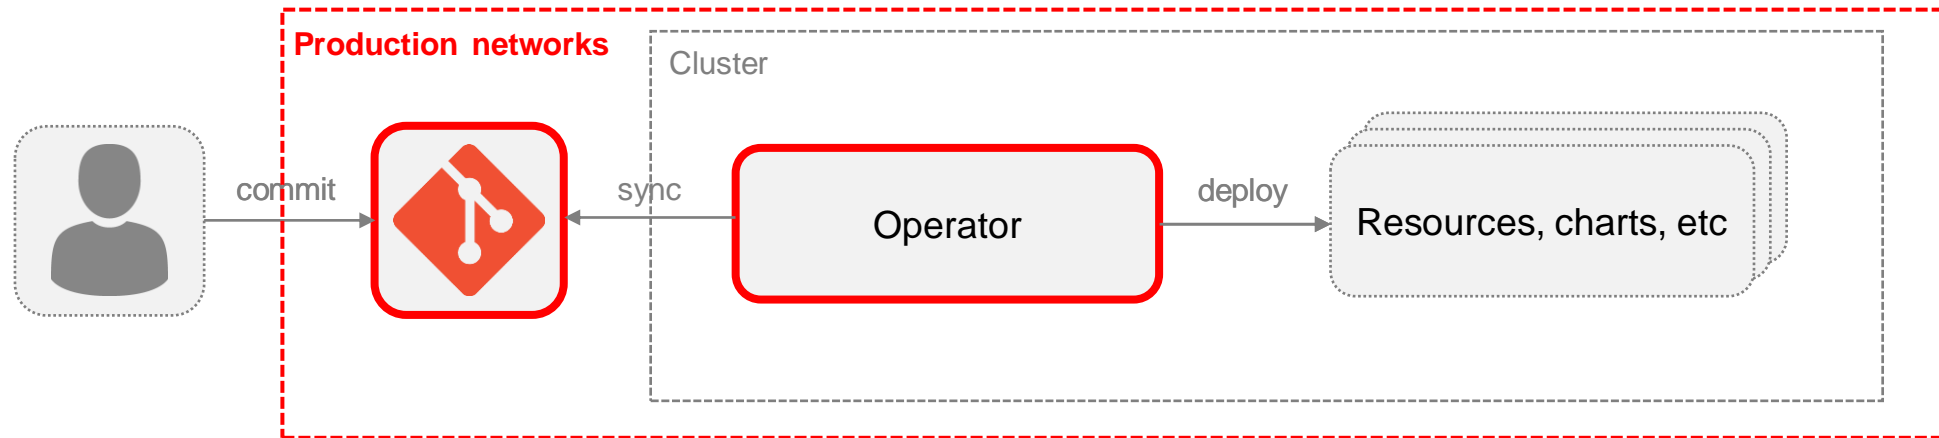 Production networks
Cluster
commit
sync
Operator
deploy
Resources, charts, etc